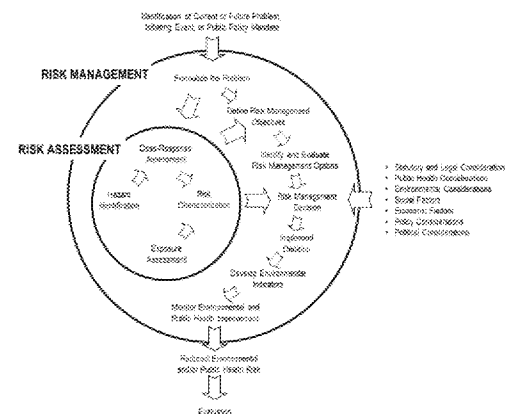 Identification of Current or Future Problem,
Initiating Event, or Public Policy Mandate
RISK MANAGEMENT
Formulate the Problem
Define Risk Management
Objectives
RISK ASSESSMENT
Dose-Response
Assessment
Identify and Evaluate
Risk Management Options
Hazard
Identification
Risk
Characterization
Risk Management
Decision
Statutory and Legal Consideration
Public Health Considerations
Environmental Considerations
Social Factors
Economic Factors
Policy Considerations
Political Considerations
Implement
Decision
Exposure
Assessment
Develop Environmental
Indicators
Monitor Environmental and
Public Health
Reduced Environmental
and/or Public Health Risk
Evaluation